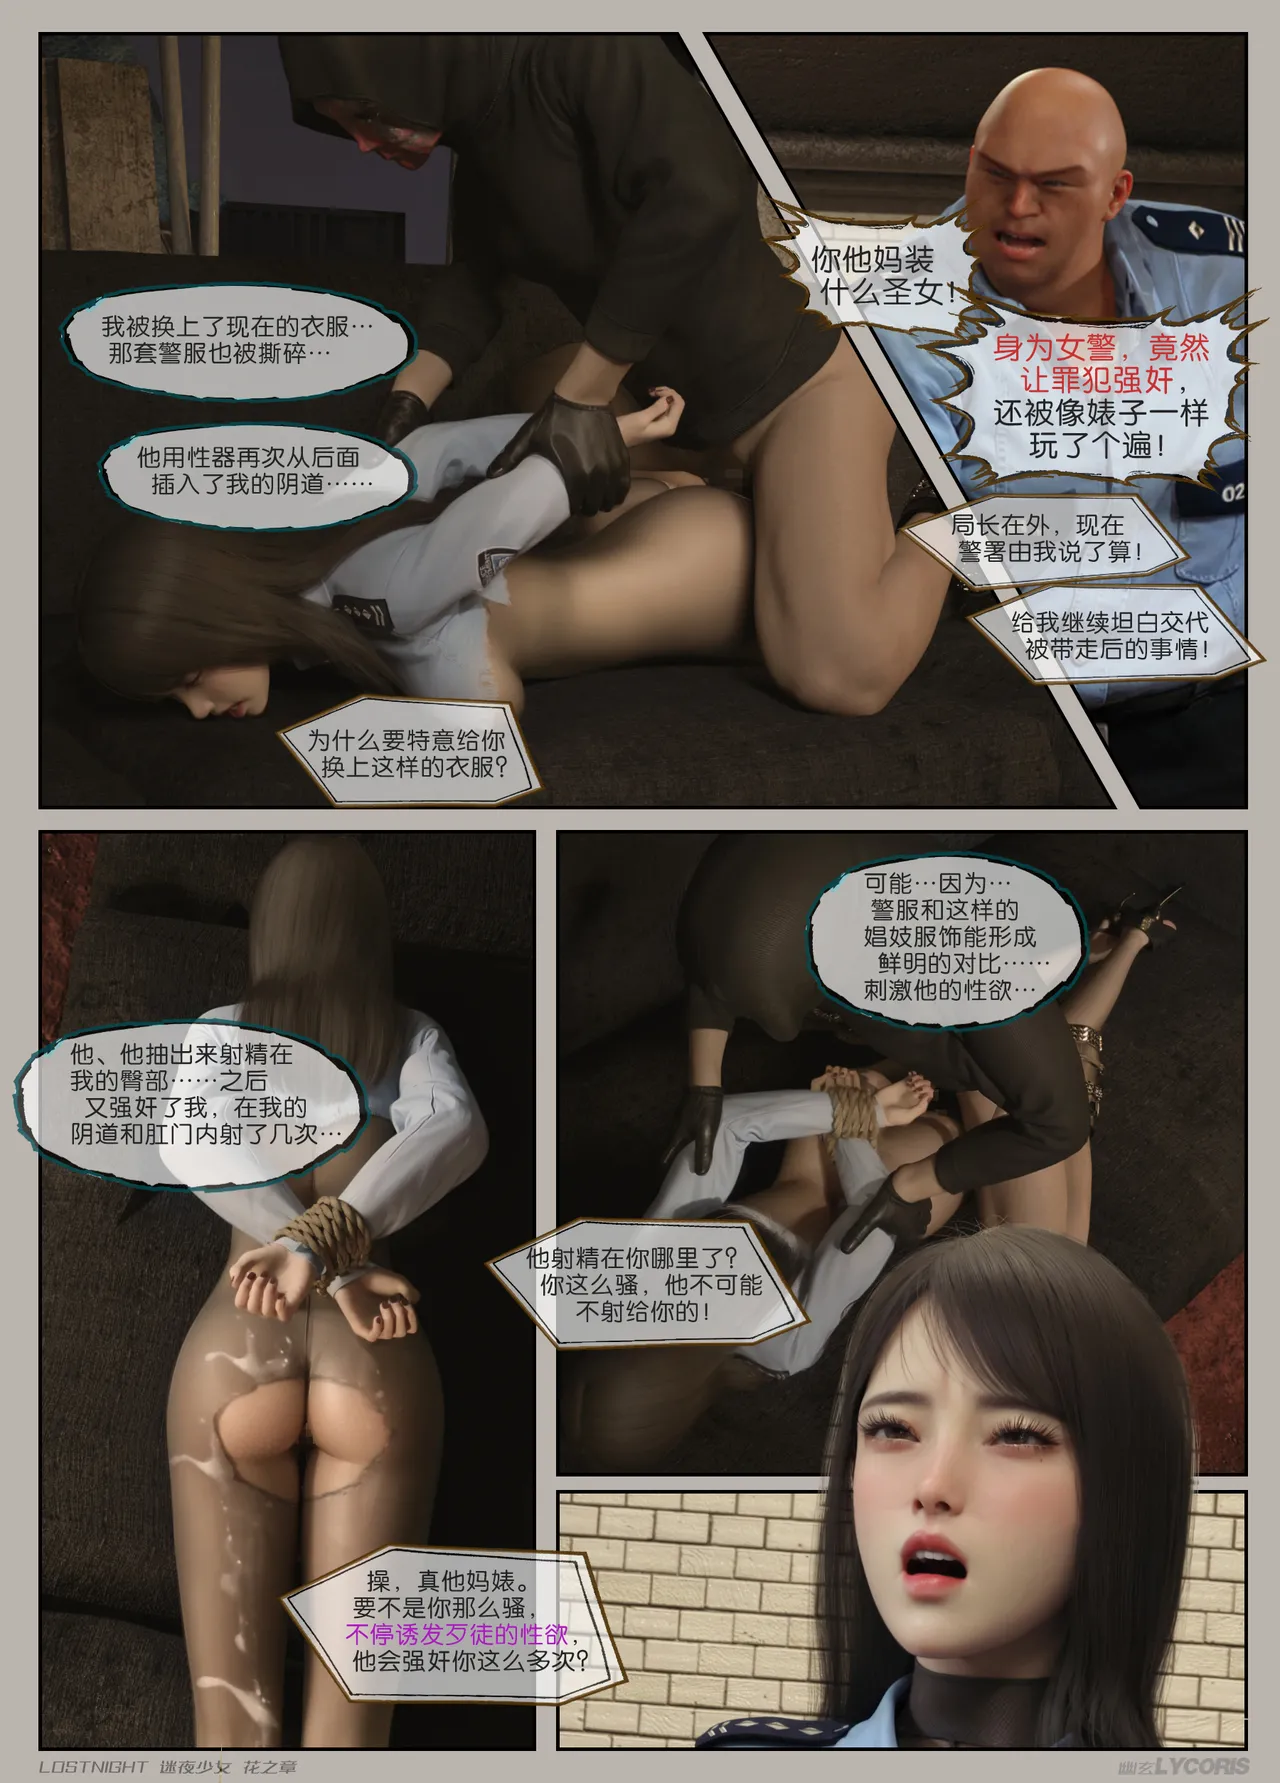 你他妈装
什么圣女！
身为女警，竟然
让罪犯强奸，
还被像婊子一样
玩了个遍！
我被换上了现在的衣服…
那套警服也被撕碎…
他用性器再次从后面
插入了我的阴道……
02
局长在外，现在
警署由我说了算！
给我继续坦白交代
被带走后的事情！
为什么要特意给你
换上这样的衣服？
可能…因为…
警服和这样的
娼妓服饰能形成
鲜明的对比……
刺激他的性欲…
他、他抽出来射精在
我的臀部……之后
又强奸了我，在我的
阴道和肛门内射了几次…
他射精在你哪里了？
你这么骚，他不可能
不射给你的！
操，真他妈婊。
要不是你那么骚，
不停诱发歹徒的性欲，
他会强奸你这么多次？
LOSTNIGHT 迷夜少女 花之章
幽玄LYCORIS